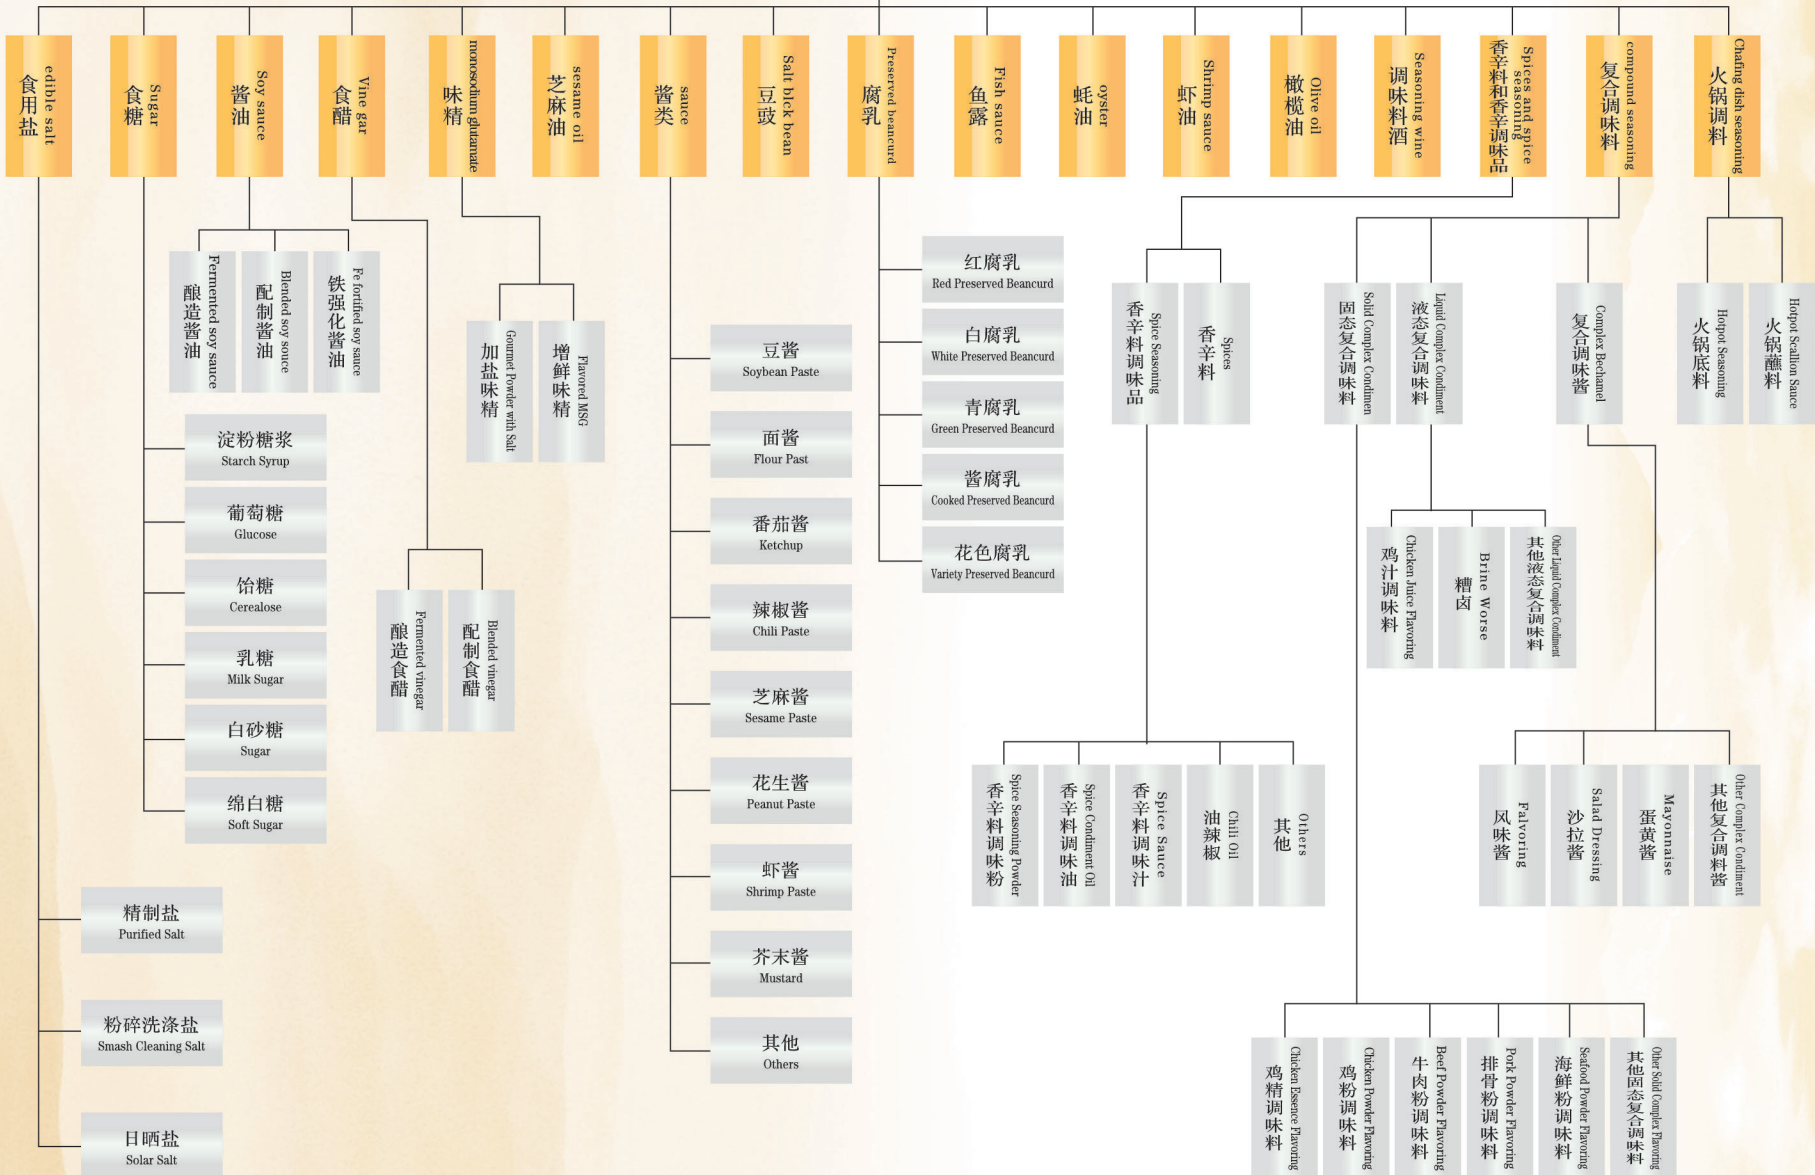 食用盐
edible salt
食糖
Sugar
酱油
Soy sauce
食醋
Vine gar
味精
monosodium glutamate
芝麻油
sesame oil
酱类
sauce
豆豉
Salt blck bean
腐乳
Preserved beancurd
鱼露
Fish sauce
蚝油
oyster
虾油
Shrimp sauce
橄榄油
Olive oil
调味料酒
Seasoning wine
香辛料和香辛调味品
Spices and spice
seasoning
复合调味料
compound seasoning
火锅调料
Chafing dish seasoning
酿造酱油
Fermented soy sauce
配制酱油
Blended soy souce
铁强化酱油
Fe fortified soy sauce
淀粉糖浆
Starch Syrup
葡萄糖
Glucose
饴糖
Cerealose
乳糖
Milk Sugar
白砂糖
Sugar
绵白糖
Soft Sugar
精制盐
Purified Salt
粉碎洗涤盐
Smash Cleaning Salt
日晒盐
Solar Salt
酿造食醋
Fermented vinegar
配制食醋
Blended vinegar
加盐味精
Gourmet Powder with Salt
增鲜味精
Flavored MSG
豆酱
Soybean Paste
面酱
Flour Past
番茄酱
Ketchup
辣椒酱
Chili Paste
芝麻酱
Sesame Paste
花生酱
Peanut Paste
虾酱
Shrimp Paste
芥末酱
Mustard
其他
Others
红腐乳
Red Preserved Beancurd
白腐乳
White Preserved Beancurd
青腐乳
Green Preserved Beancurd
酱腐乳
Cooked Preserved Beancurd
花色腐乳
Variety Preserved Beancurd
香辛料调味品
Spice Seasoning
香辛料
Spices
固态复合调味料
Solid Complex Condimen
液态复合调味料
Liquid Complex Condiment
复合调味酱
Complex Bechamel
火锅底料
Hotpot Seasoning
火锅蘸料
Hotpot Scallion Sauce
鸡汁调味料
Chicken Juice Flavoring
糟卤
Brine Worse
其他液态复合调味料
Other Liquid Complex Condiment
香辛料调味粉
Spice Seasoning Powder
香辛料调味油
Spice Condiment Oil
香辛料调味汁
Spice Sauce
油辣椒
Chili Oil
其他
Others
风味酱
Falvoring
沙拉酱
Salad Dressing
蛋黄酱
Mayonnaise
其他复合调料酱
Other Complex Condiment
鸡精调味料
Chicken Essence Flavoring
鸡粉调味料
Chicken Powder Flavoring
牛肉粉调味料
Beef Powder Flavoring
排骨粉调味料
Pork Powder Flavoring
海鲜粉调味料
Seafood Powder Flavoring
其他固态复合调味料
Other Solid Complex Flavoring